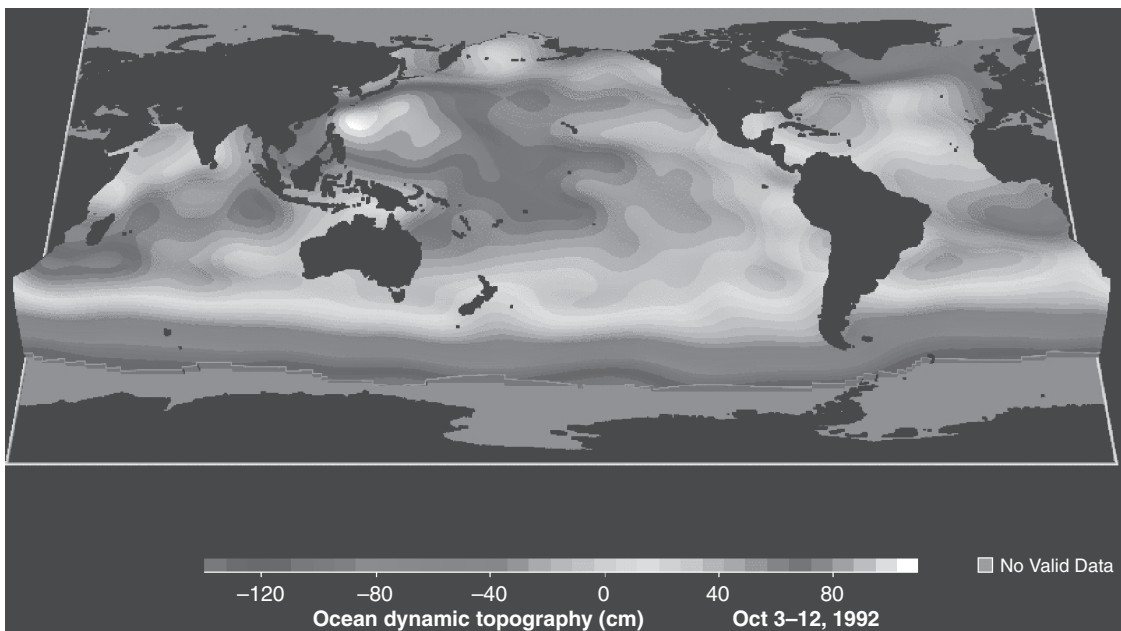 No Valid Data
−120 −80 −40 0 40 80
Ocean dynamic topography (cm) Oct 3–12, 1992